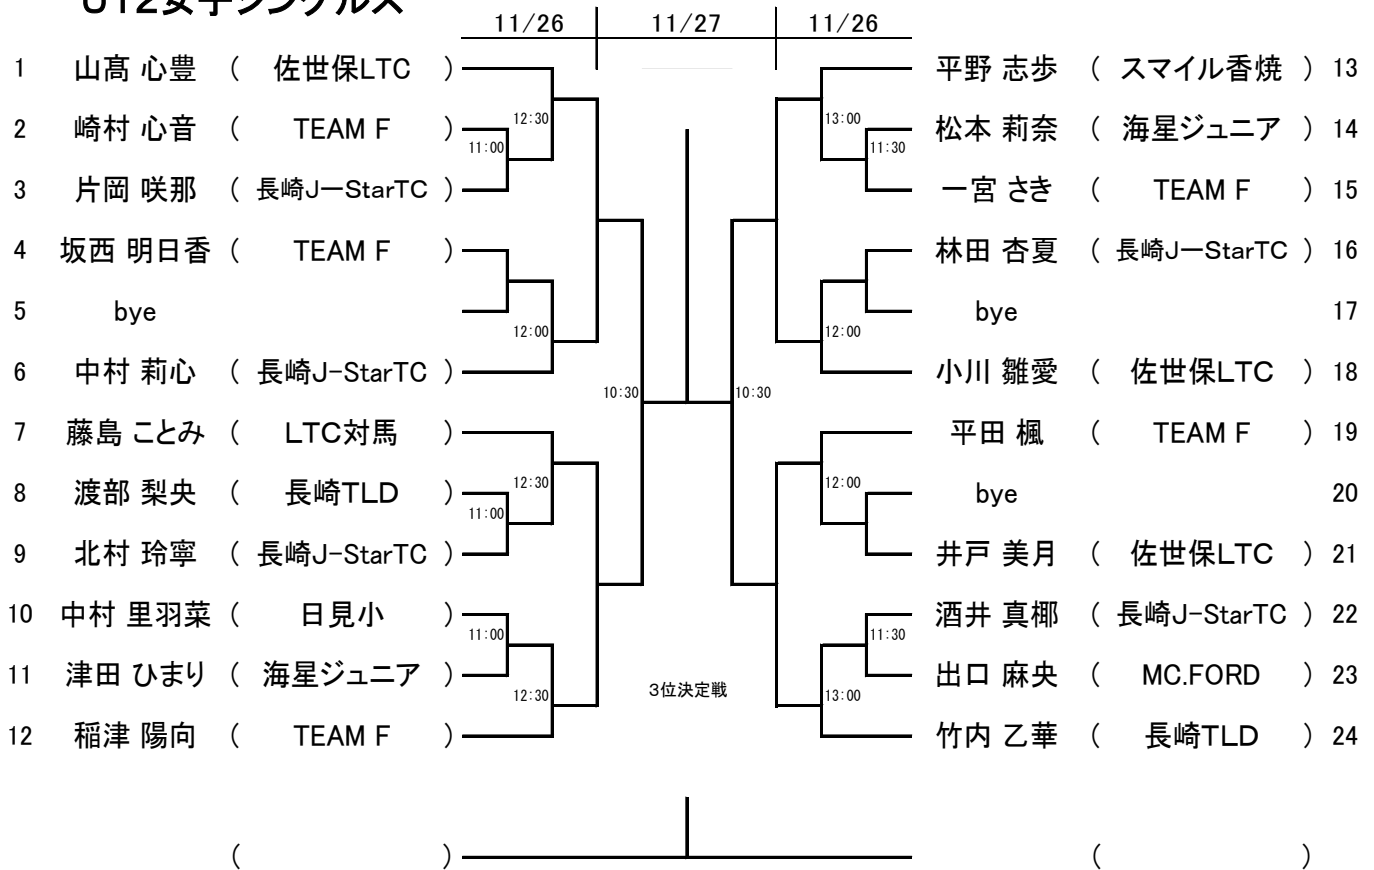 U12女子シングルス
11/26 11/27 11/26
1 山髙 心豊 ( 佐世保LTC ) 平野 志歩 ( スマイル香焼 ) 13
12:30 13:00
2 崎村 心音 ( TEAM F ) 松本 莉奈 ( 海星ジュニア ) 14
11:00 11:30
3 片岡 咲那 ( 長崎J－StarTC ) 一宮 さき ( TEAM F ) 15
4 坂西 明日香 ( TEAM F ) 林田 杏夏 ( 長崎J－StarTC ) 16
5 bye bye 17
12:00 12:00
6 中村 莉心 ( 長崎J-StarTC ) 小川 雛愛 ( 佐世保LTC ) 18
10:30 10:30
7 藤島 ことみ ( LTC対馬 ) 平田 楓 ( TEAM F ) 19
12:30 12:00
8 渡部 梨央 ( 長崎TLD ) bye 20
11:00
9 北村 玲寧 ( 長崎J-StarTC ) 井戸 美月 ( 佐世保LTC ) 21
10 中村 里羽菜 ( 日見小 ) 酒井 真椰 ( 長崎J-StarTC ) 22
11:00 11:30
11 津田 ひまり ( 海星ジュニア ) 出口 麻央 ( MC.FORD ) 23
12:30 3位決定戦 13:00
12 稲津 陽向 ( TEAM F ) 竹内 乙華 ( 長崎TLD ) 24
( ) ( )